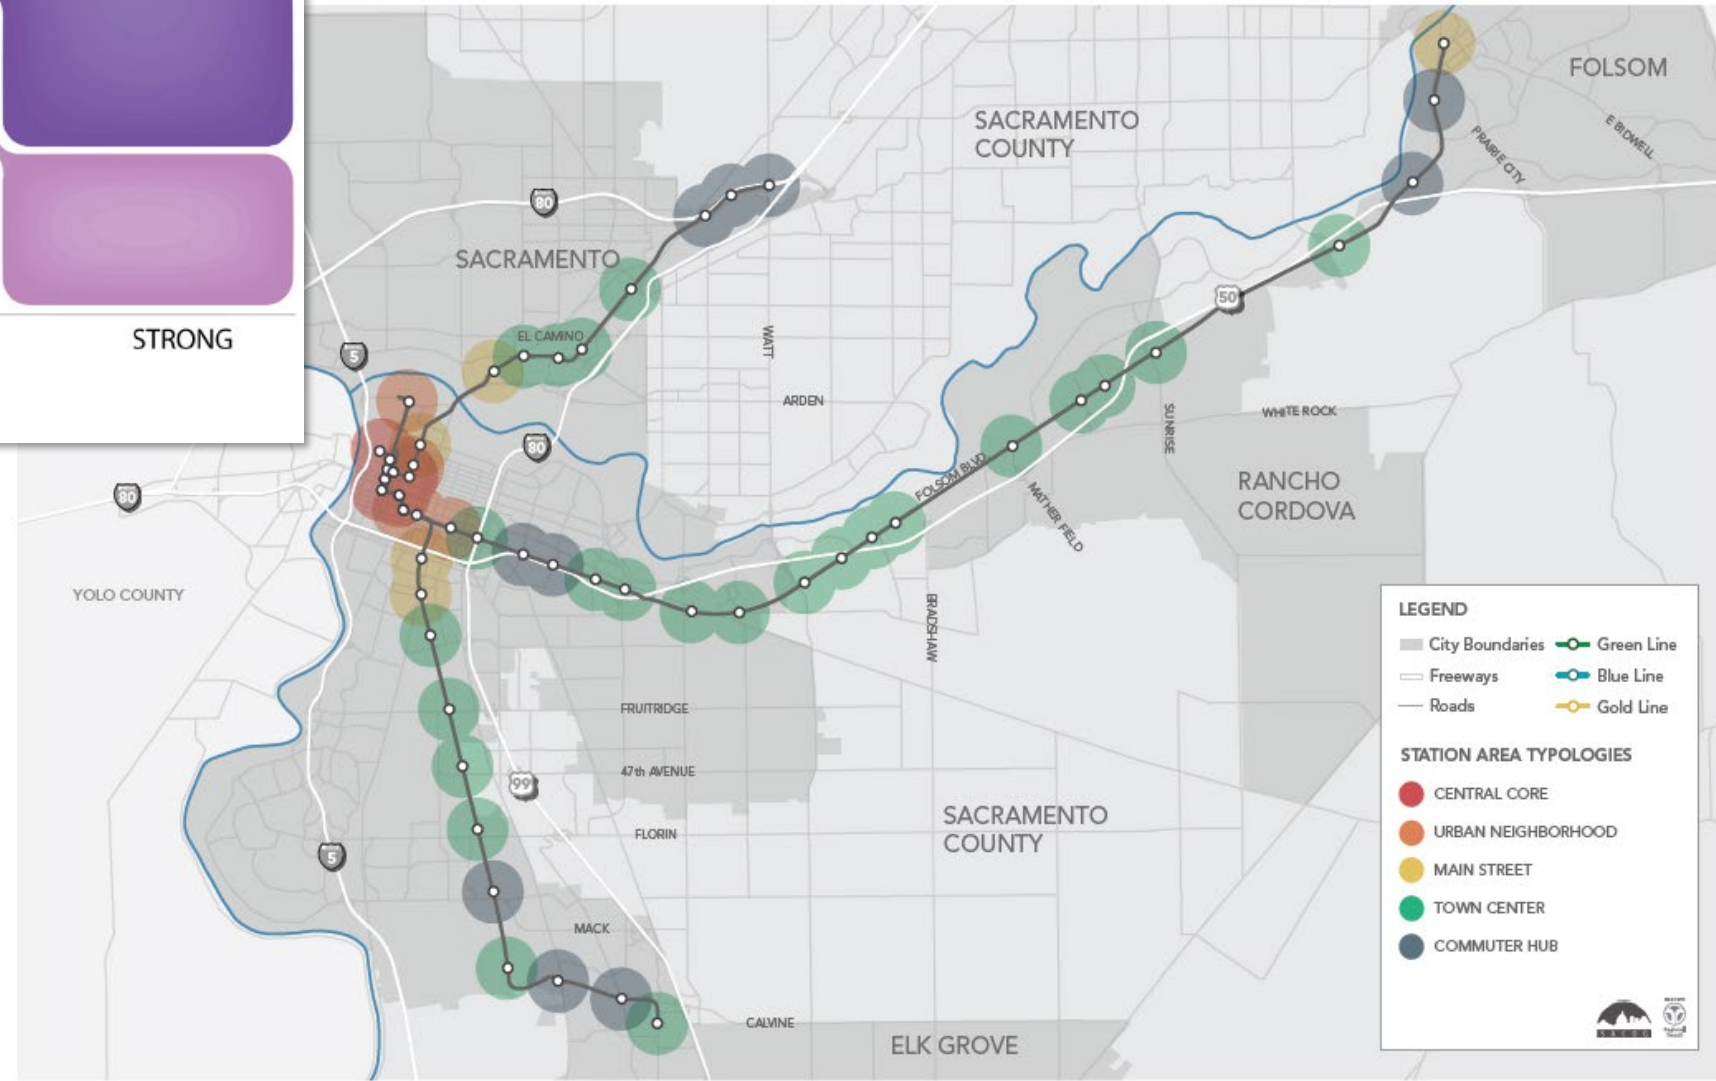 STRONG
FOLSOM
E BIDWELL
PRAIRIE CITY
SACRAMENTO
COUNTY
80
SACRAMENTO
50
EL CAMINO
WATT
5
ARDEN
SUNRISE
WHITE ROCK
80
FOLSOM BLVD
MATHER FIELD
RANCHO
CORDOVA
80
YOLO COUNTY
BRADSHAW
FRUITRIDGE
47th AVENUE
99
FLORIN
SACRAMENTO
COUNTY
5
MACK
CALVINE
ELK GROVE
LEGEND
City Boundaries
Green Line
Freeways
Blue Line
Roads
Gold Line
STATION AREA TYPOLOGIES
CENTRAL CORE
URBAN NEIGHBORHOOD
MAIN STREET
TOWN CENTER
COMMUTER HUB
SACOG